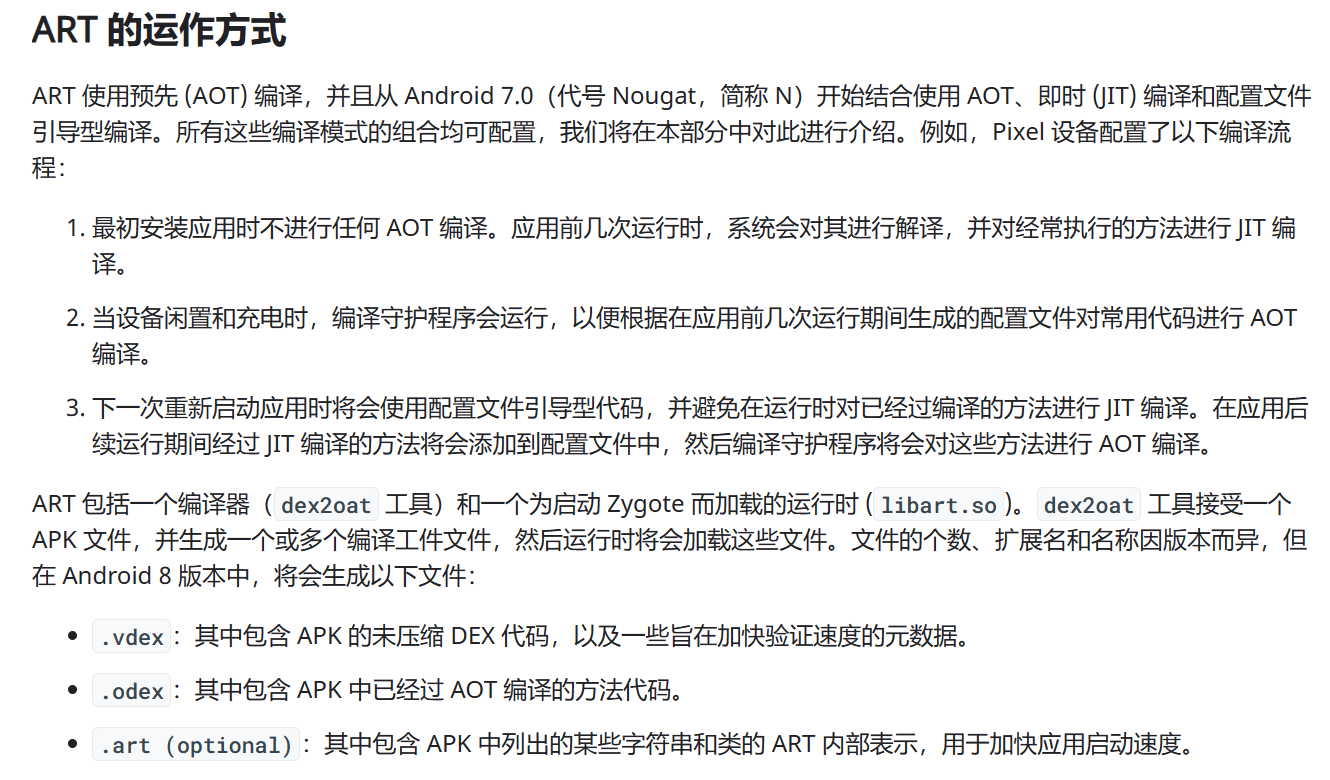 ART 的运作方式
ART 使用预先 (AOT) 编译，并且从 Android 7.0（代号 Nougat，简称 N）开始结合使用 AOT、即时 (JIT) 编译和配置文件
引导型编译。所有这些编译模式的组合均可配置，我们将在本部分中对此进行介绍。例如，Pixel 设备配置了以下编译流
程：
1. 最初安装应用时不进行任何 AOT 编译。应用前几次运行时，系统会对其进行解译，并对经常执行的方法进行 JIT 编
译。
2. 当设备闲置和充电时，编译守护程序会运行，以便根据在应用前几次运行期间生成的配置文件对常用代码进行 AOT
编译。
3. 下一次重新启动应用时将会使用配置文件引导型代码，并避免在运行时对已经过编译的方法进行 JIT 编译。在应用后
续运行期间经过 JIT 编译的方法将会添加到配置文件中，然后编译守护程序将会对这些方法进行 AOT 编译。
ART 包括一个编译器（dex2oat 工具）和一个为启动 Zygote 而加载的运行时 (libart.so)。dex2oat 工具接受一个
APK 文件，并生成一个或多个编译工件文件，然后运行时将会加载这些文件。文件的个数、扩展名和名称因版本而异，但
在 Android 8 版本中，将会生成以下文件：
• .vdex：其中包含 APK 的未压缩 DEX 代码，以及一些旨在加快验证速度的元数据。
• .odex：其中包含 APK 中已经过 AOT 编译的方法代码。
• .art (optional)：其中包含 APK 中列出的某些字符串和类的 ART 内部表示，用于加快应用启动速度。